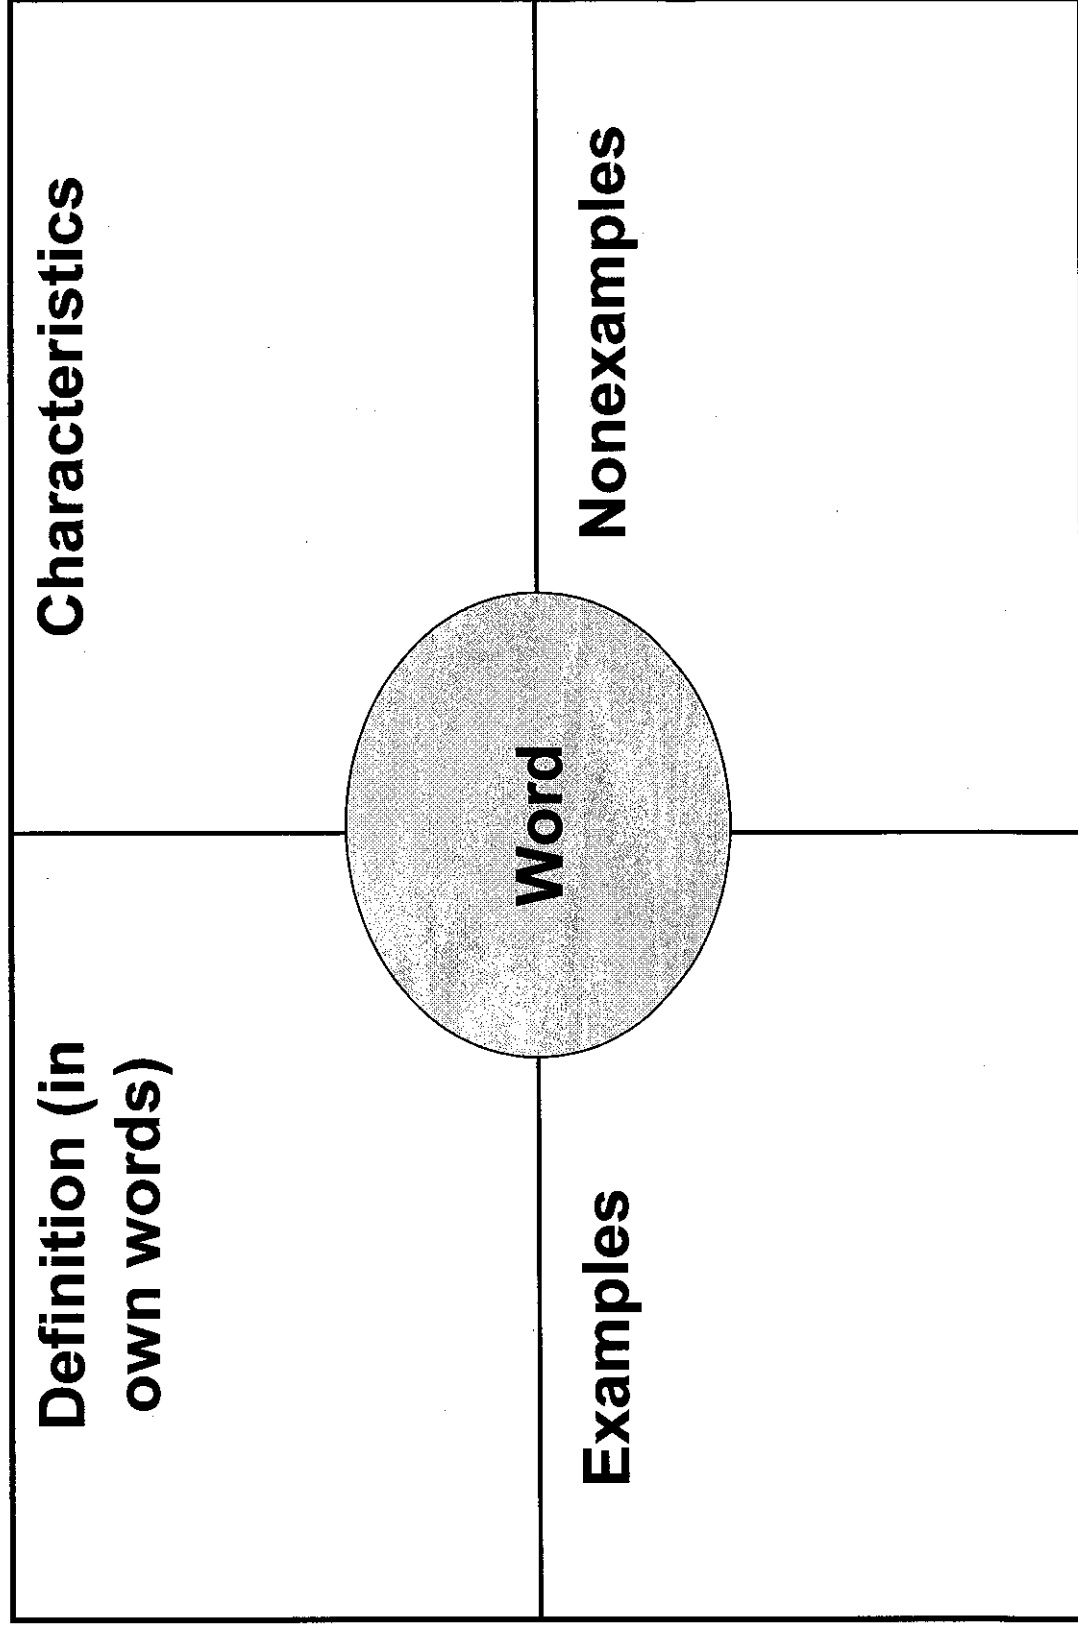 Definition (in
own words)
Characteristics
Word
Examples
Nonexamples